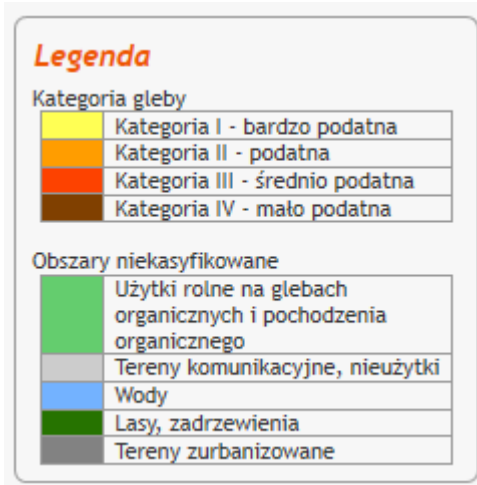 Legenda
Kategoria gleby
Kategoria I - bardzo podatna
Kategoria II - podatna
Kategoria III - średnio podatna
Kategoria IV - mało podatna
Obszary niekasyfikowane
Użytki rolne na glebach
organicznych i pochodzenia
organicznego
Tereny komunikacyjne, nieużytki
Wody
Lasy, zadrzewienia
Tereny zurbanizowane